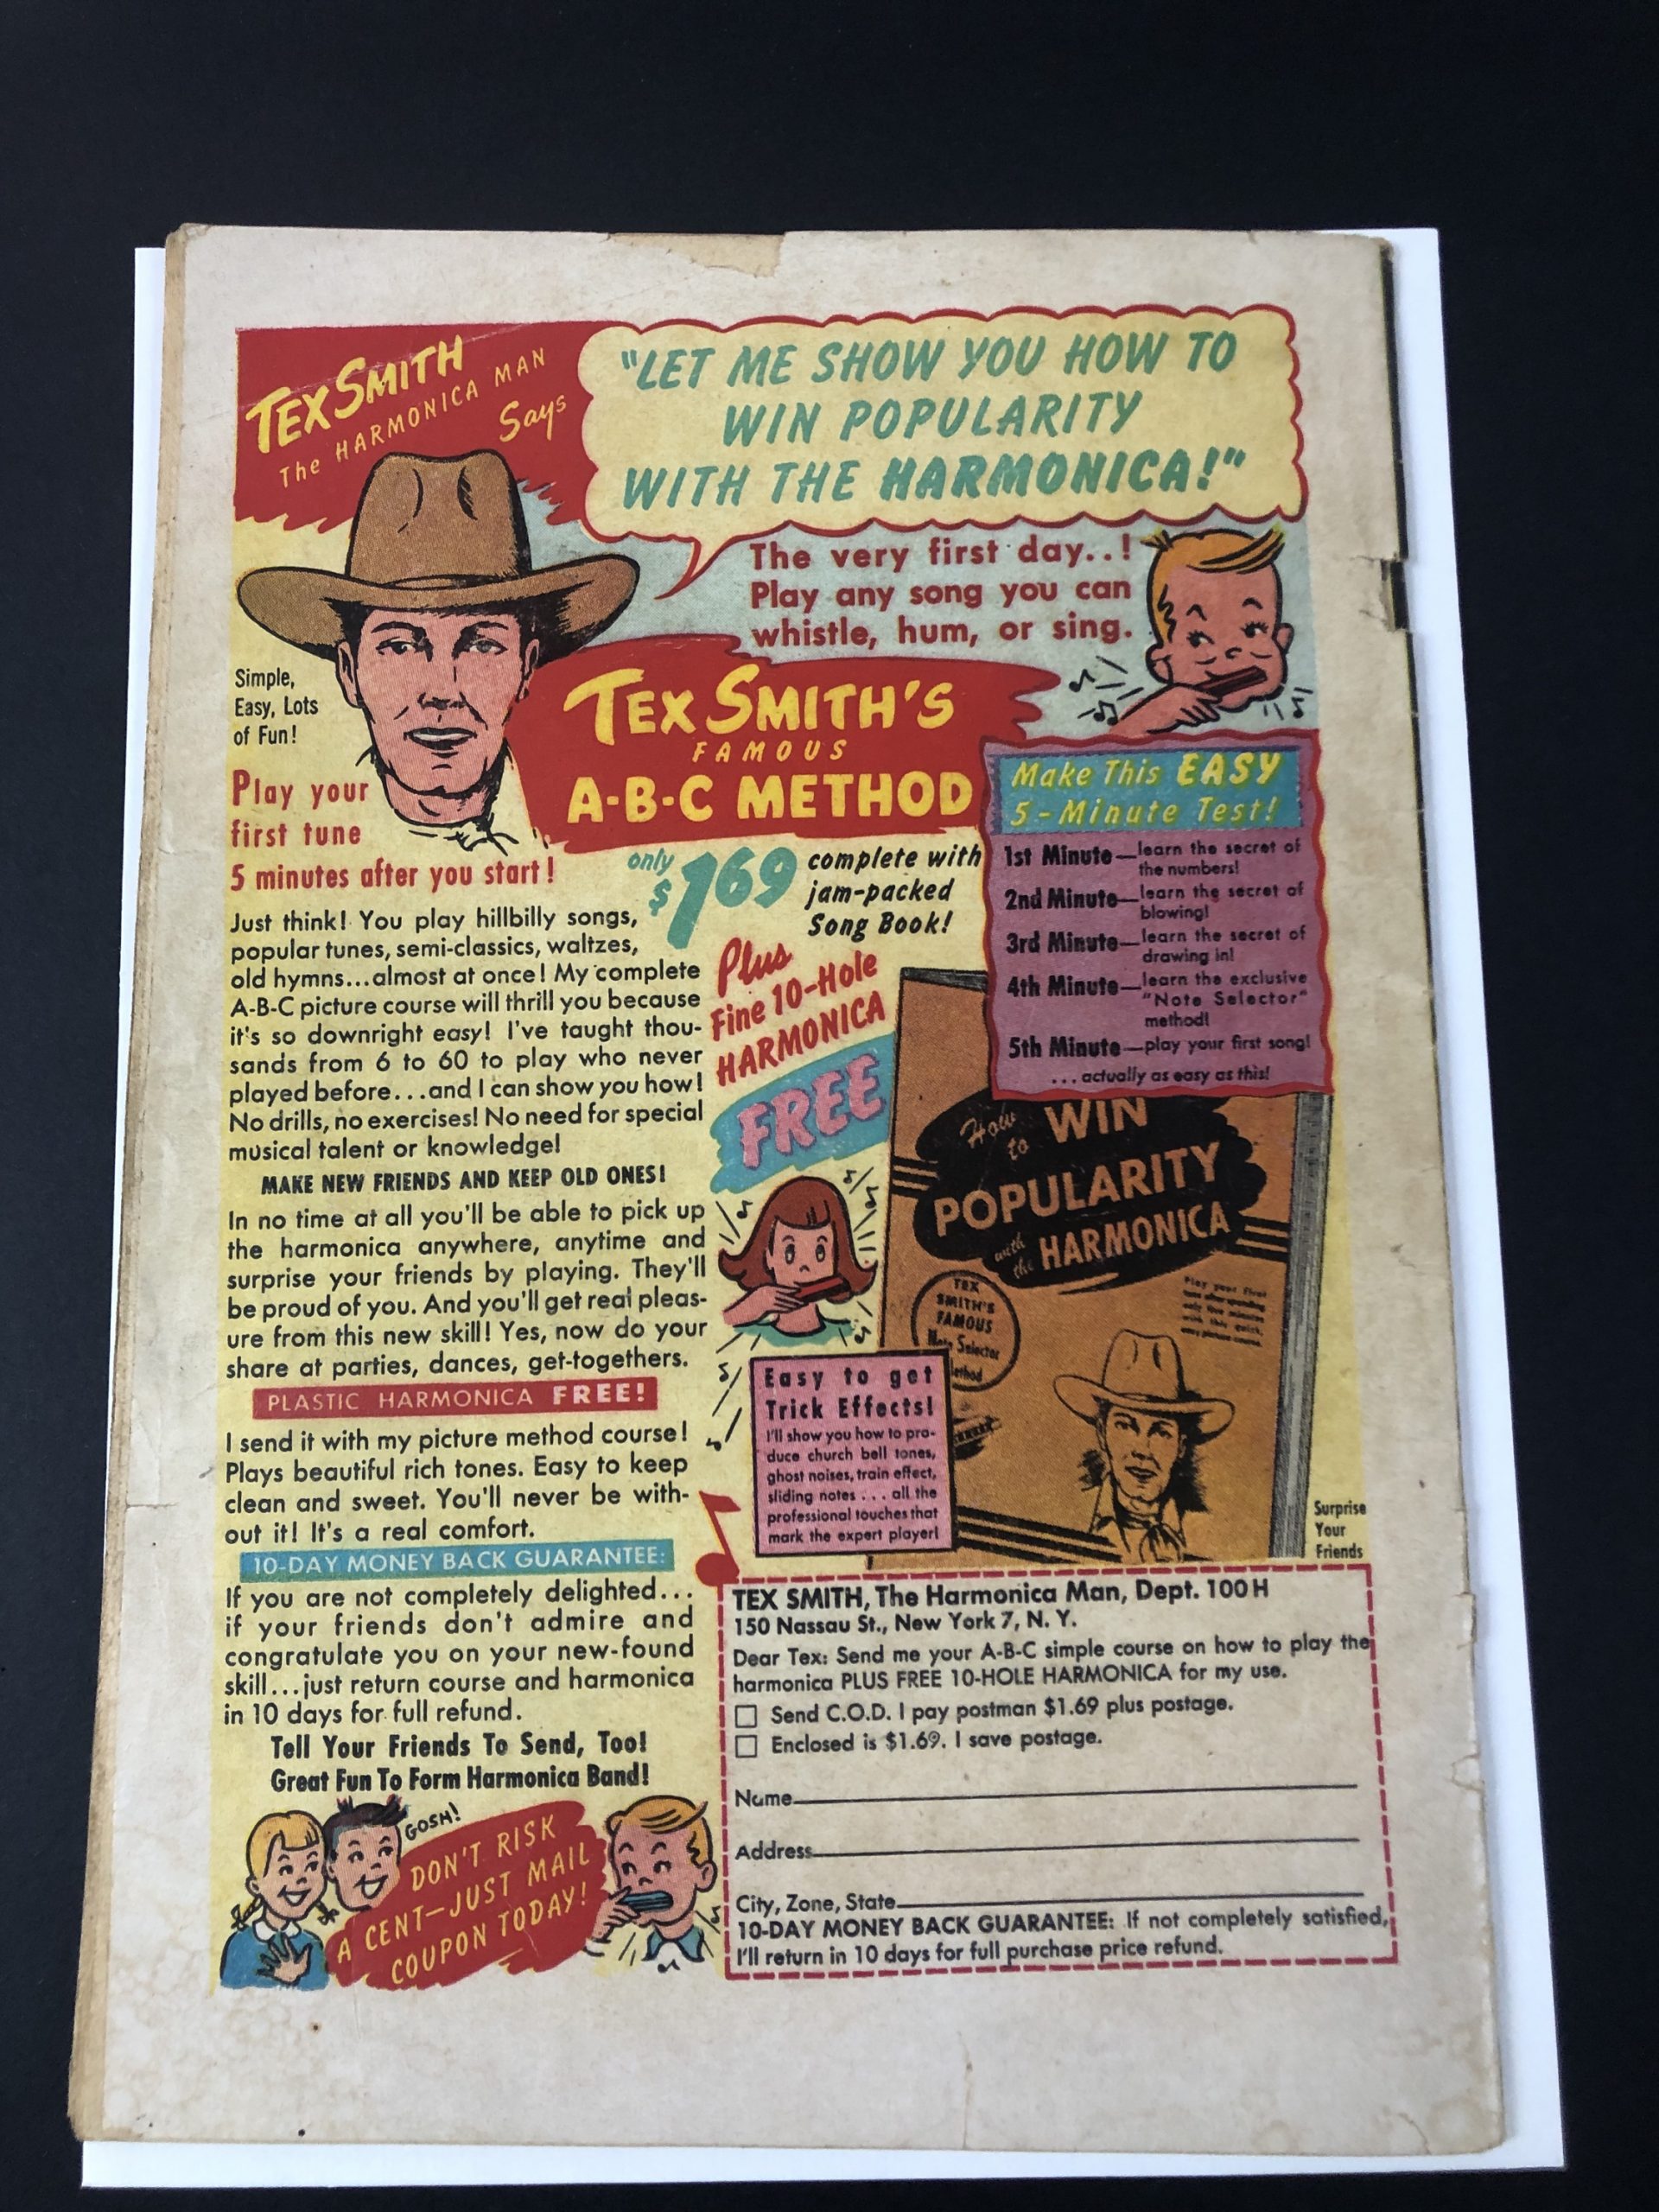 TEX SMITH
The HARMONICA MAN
Says
"LET ME SHOW YOU HOW TO
WIN POPULARITY
WITH THE HARMONICA!"
The very first day..!
Play any song you can
whistle, hum, or sing.
Simple,
Easy, Lots
of Fun!
Play your
first tune
5 minutes after you start!
TEX SMITH'S
FAMOUS
A-B-C METHOD
only
$1.69
complete with
jam-packed
Song Book!
Plus
Fine 10-Hole
HARMONICA
FREE
Make This EASY
5-Minute Test!
1st Minute—learn the secret of
the numbers!
2nd Minute—learn the secret of
blowing!
3rd Minute—learn the secret of
drawing in!
4th Minute—learn the exclusive
"Note Selector"
method!
5th Minute—play your first song!
...actually as easy as this!
Just think! You play hillbilly songs,
popular tunes, semi-classics, waltzes,
old hymns...almost at once! My complete
A-B-C picture course will thrill you because
it's so downright easy! I've taught thou-
sands from 6 to 60 to play who never
played before...and I can show you how!
No drills, no exercises! No need for special
musical talent or knowledge!
MAKE NEW FRIENDS AND KEEP OLD ONES!
In no time at all you'll be able to pick up
the harmonica anywhere, anytime and
surprise your friends by playing. They'll
be proud of you. And you'll get real pleas-
ure from this new skill! Yes, now do your
share at parties, dances, get-togethers.
PLASTIC HARMONICA FREE!
I send it with my picture method course!
Plays beautiful rich tones. Easy to keep
clean and sweet. You'll never be with-
out it! It's a real comfort.
10-DAY MONEY BACK GUARANTEE:
If you are not completely delighted...
if your friends don't admire and
congratulate you on your new-found
skill...just return course and harmonica
in 10 days for full refund.
Tell Your Friends To Send, Too!
Great Fun To Form Harmonica Band!
GOSH!
DON'T RISK
A CENT—JUST MAIL
COUPON TODAY!
How to WIN
POPULARITY
with the HARMONICA
TEX
SMITH'S
FAMOUS
Note Selector
Method
Play your first
tune after spending
only five minutes
with this quick,
easy picture course.
Easy to get
Trick Effects!
I'll show you how to pro-
duce church bell tones,
ghost noises, train effect,
sliding notes ... all the
professional touches that
mark the expert player!
Surprise
Your
Friends
TEX SMITH, The Harmonica Man, Dept. 100 H
150 Nassau St., New York 7, N. Y.
Dear Tex: Send me your A-B-C simple course on how to play the
harmonica PLUS FREE 10-HOLE HARMONICA for my use.
Send C.O.D. I pay postman $1.69 plus postage.
Enclosed is $1.69. I save postage.
Name
Address
City, Zone, State
10-DAY MONEY BACK GUARANTEE: If not completely satisfied,
I'll return in 10 days for full purchase price refund.